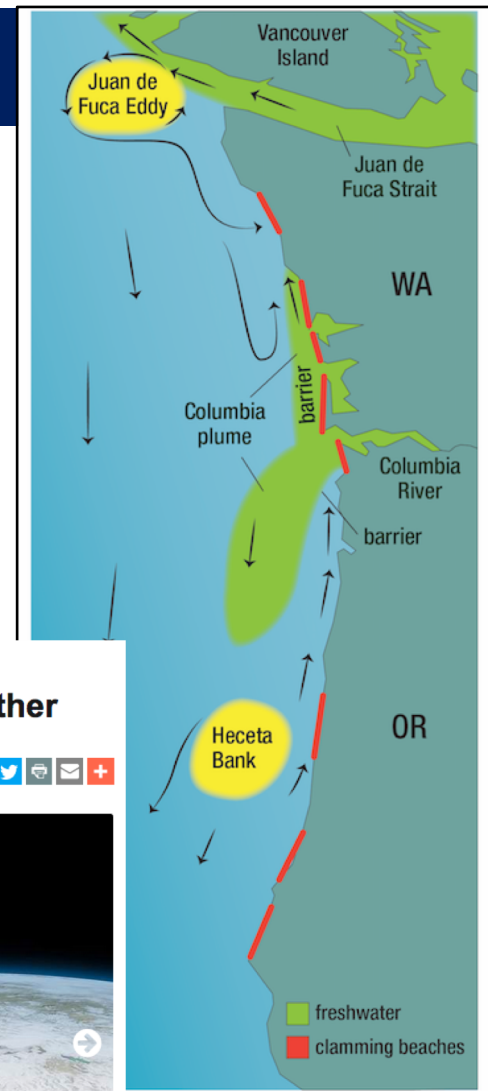 Vancouver
Island
Juan de
Fuca Eddy
Juan de
Fuca Strait
WA
barrier
Columbia
plume
Columbia
River
barrier
ther
Heceta
Bank
OR
freshwater
clamming beaches